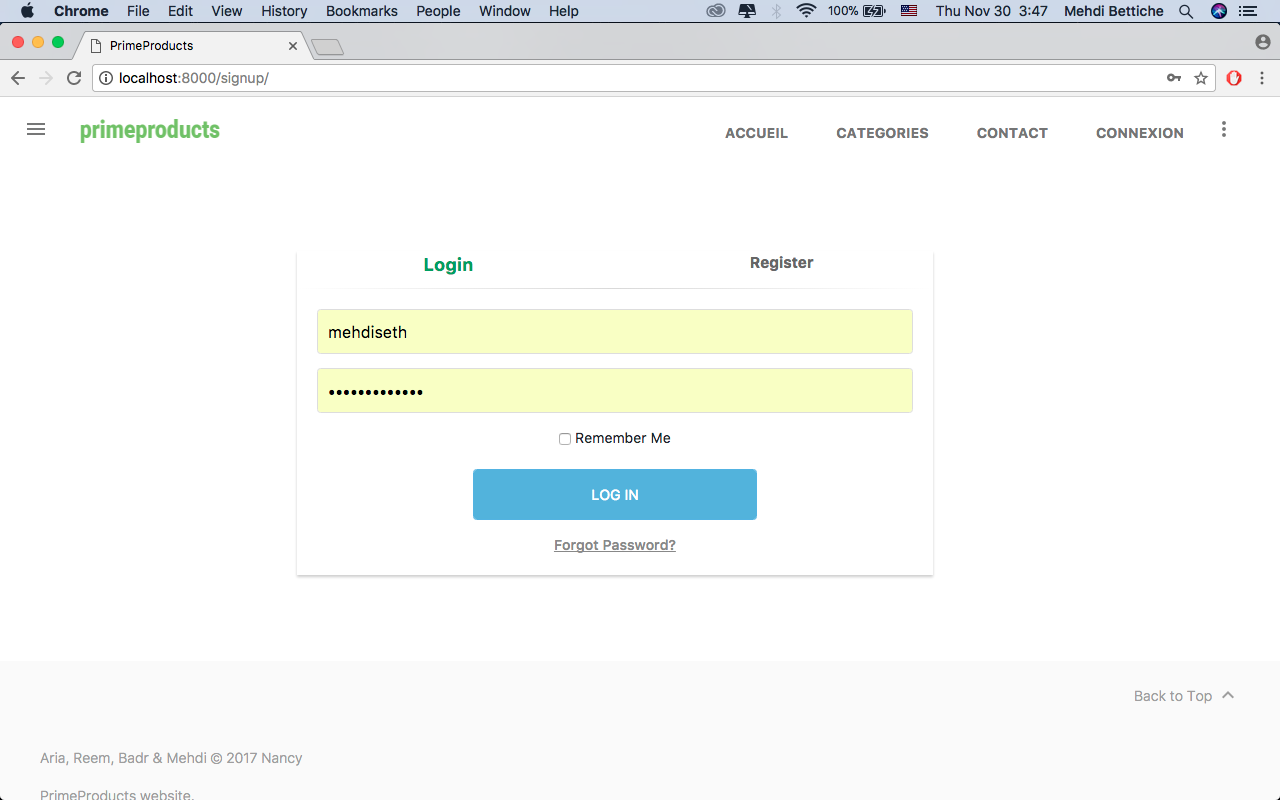 Chrome File Edit View History Bookmarks People Window Help 100% Thu Nov 30 3:47 Mehdi Bettiche
PrimeProducts
localhost:8000/signup/
primeproducts ACCUEIL CATEGORIES CONTACT CONNEXION
Login Register
mehdiseth
•••••••••••••
Remember Me
LOG IN
Forgot Password?
Back to Top
Aria, Reem, Badr & Mehdi © 2017 Nancy
PrimeProducts website.